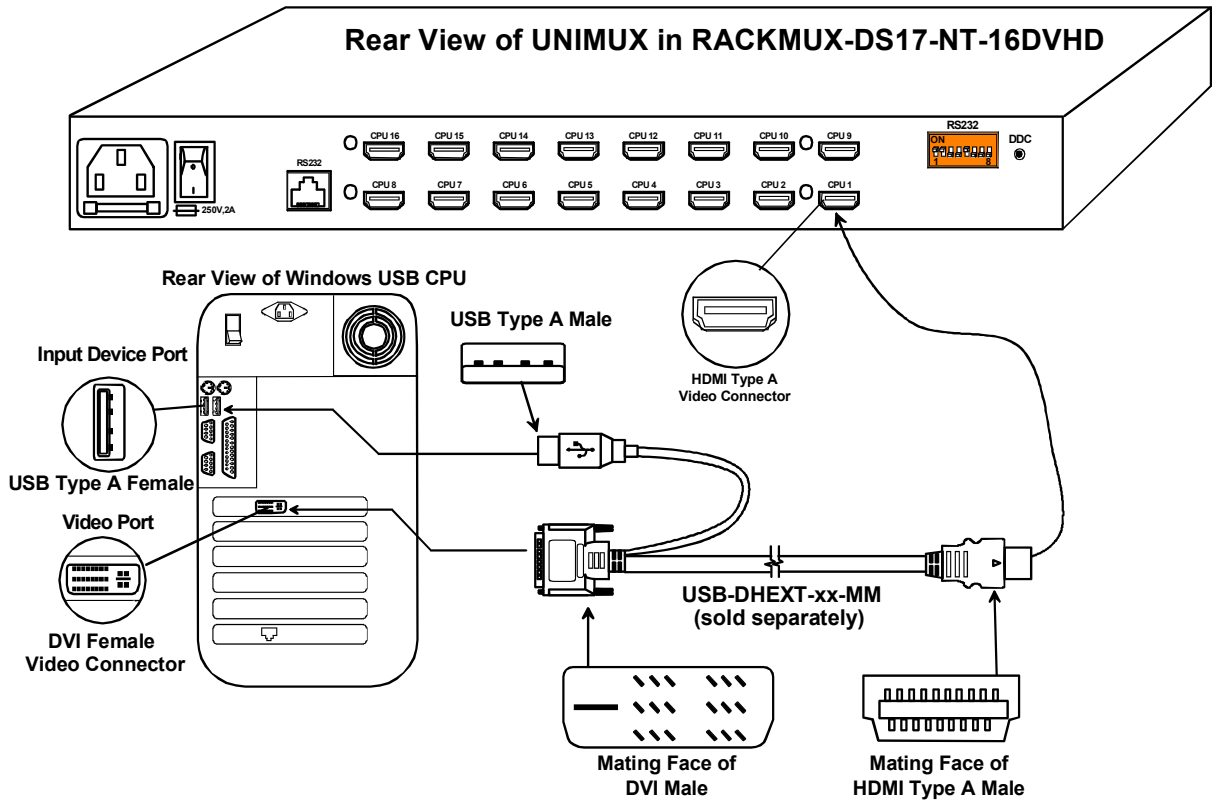 Rear View of UNIMUX in RACKMUX-DS17-NT-16DVHD
RS232
ON
1 8
DDC
CPU 16 CPU 15 CPU 14 CPU 13 CPU 12 CPU 11 CPU 10 CPU 9
RS232
CPU 8 CPU 7 CPU 6 CPU 5 CPU 4 CPU 3 CPU 2 CPU 1
250V,2A
Rear View of Windows USB CPU
USB Type A Male
Input Device Port
HDMI Type A
Video Connector
USB Type A Female
Video Port
DVI Female
Video Connector
USB-DHEXT-xx-MM
(sold separately)
Mating Face of
DVI Male
Mating Face of
HDMI Type A Male